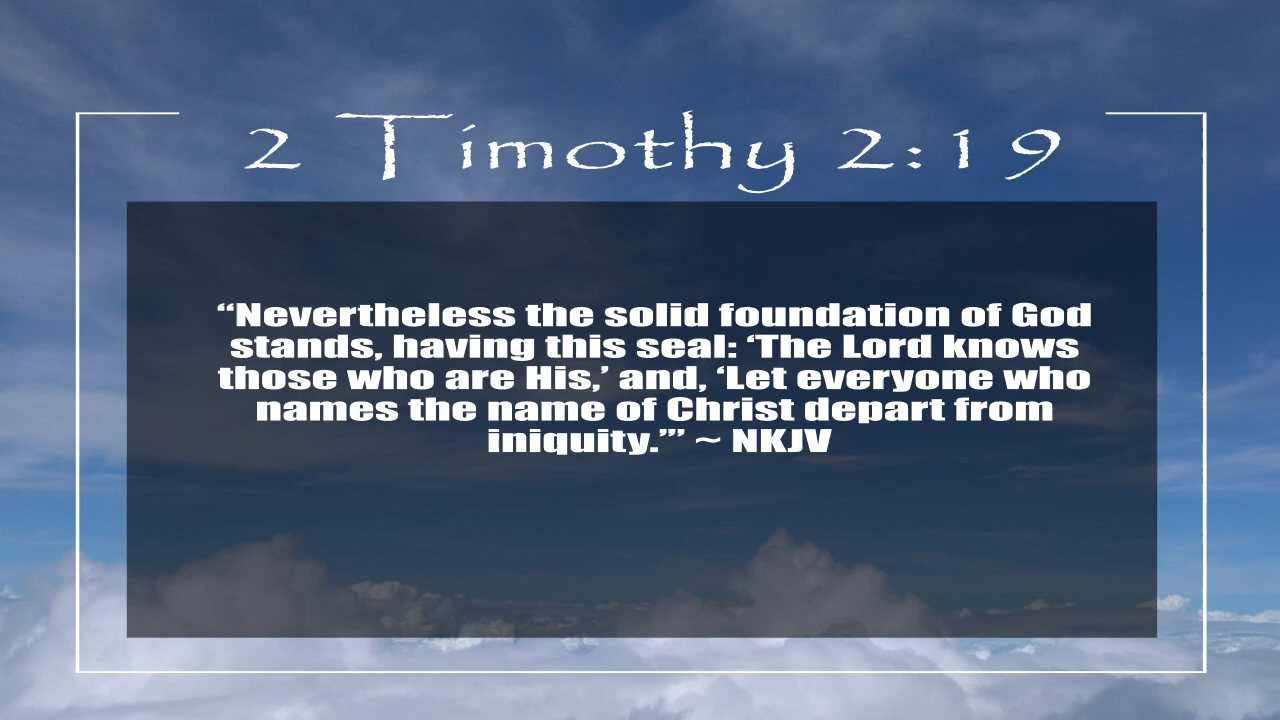 2 Timothy 2:19
“Nevertheless the solid foundation of God
stands, having this seal: ‘The Lord knows
those who are His,’ and, ‘Let everyone who
names the name of Christ depart from
iniquity.’” ~ NKJV